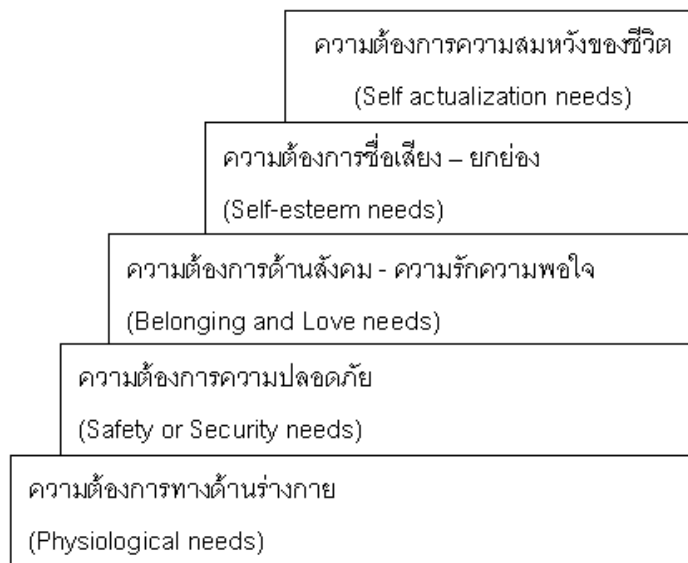 ความต้องการความสมหวังของชีวิต
(Self actualization needs)
ความต้องการชื่อเสียง – ยกย่อง
(Self-esteem needs)
ความต้องการด้านสังคม - ความรักความพอใจ
(Belonging and Love needs)
ความต้องการความปลอดภัย
(Safety or Security needs)
ความต้องการทางด้านร่างกาย
(Physiological needs)